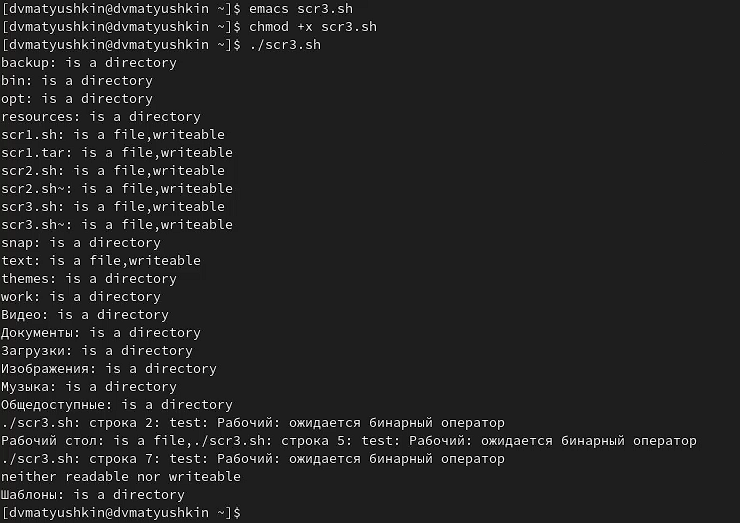 [dvmatyushkin@dvmatyushkin ~]$ emacs scr3.sh
[dvmatyushkin@dvmatyushkin ~]$ chmod +x scr3.sh
[dvmatyushkin@dvmatyushkin ~]$ ./scr3.sh
backup: is a directory
bin: is a directory
opt: is a directory
resources: is a directory
scr1.sh: is a file,writeable
scr1.tar: is a file,writeable
scr2.sh: is a file,writeable
scr2.sh~: is a file,writeable
scr3.sh: is a file,writeable
scr3.sh~: is a file,writeable
snap: is a directory
text: is a file,writeable
themes: is a directory
work: is a directory
Видео: is a directory
Документы: is a directory
Загрузки: is a directory
Изображения: is a directory
Музыка: is a directory
Общедоступные: is a directory
./scr3.sh: строка 2: test: Рабочий: ожидается бинарный оператор
Рабочий стол: is a file,./scr3.sh: строка 5: test: Рабочий: ожидается бинарный оператор
./scr3.sh: строка 7: test: Рабочий: ожидается бинарный оператор
neither readable nor writeable
Шаблоны: is a directory
[dvmatyushkin@dvmatyushkin ~]$